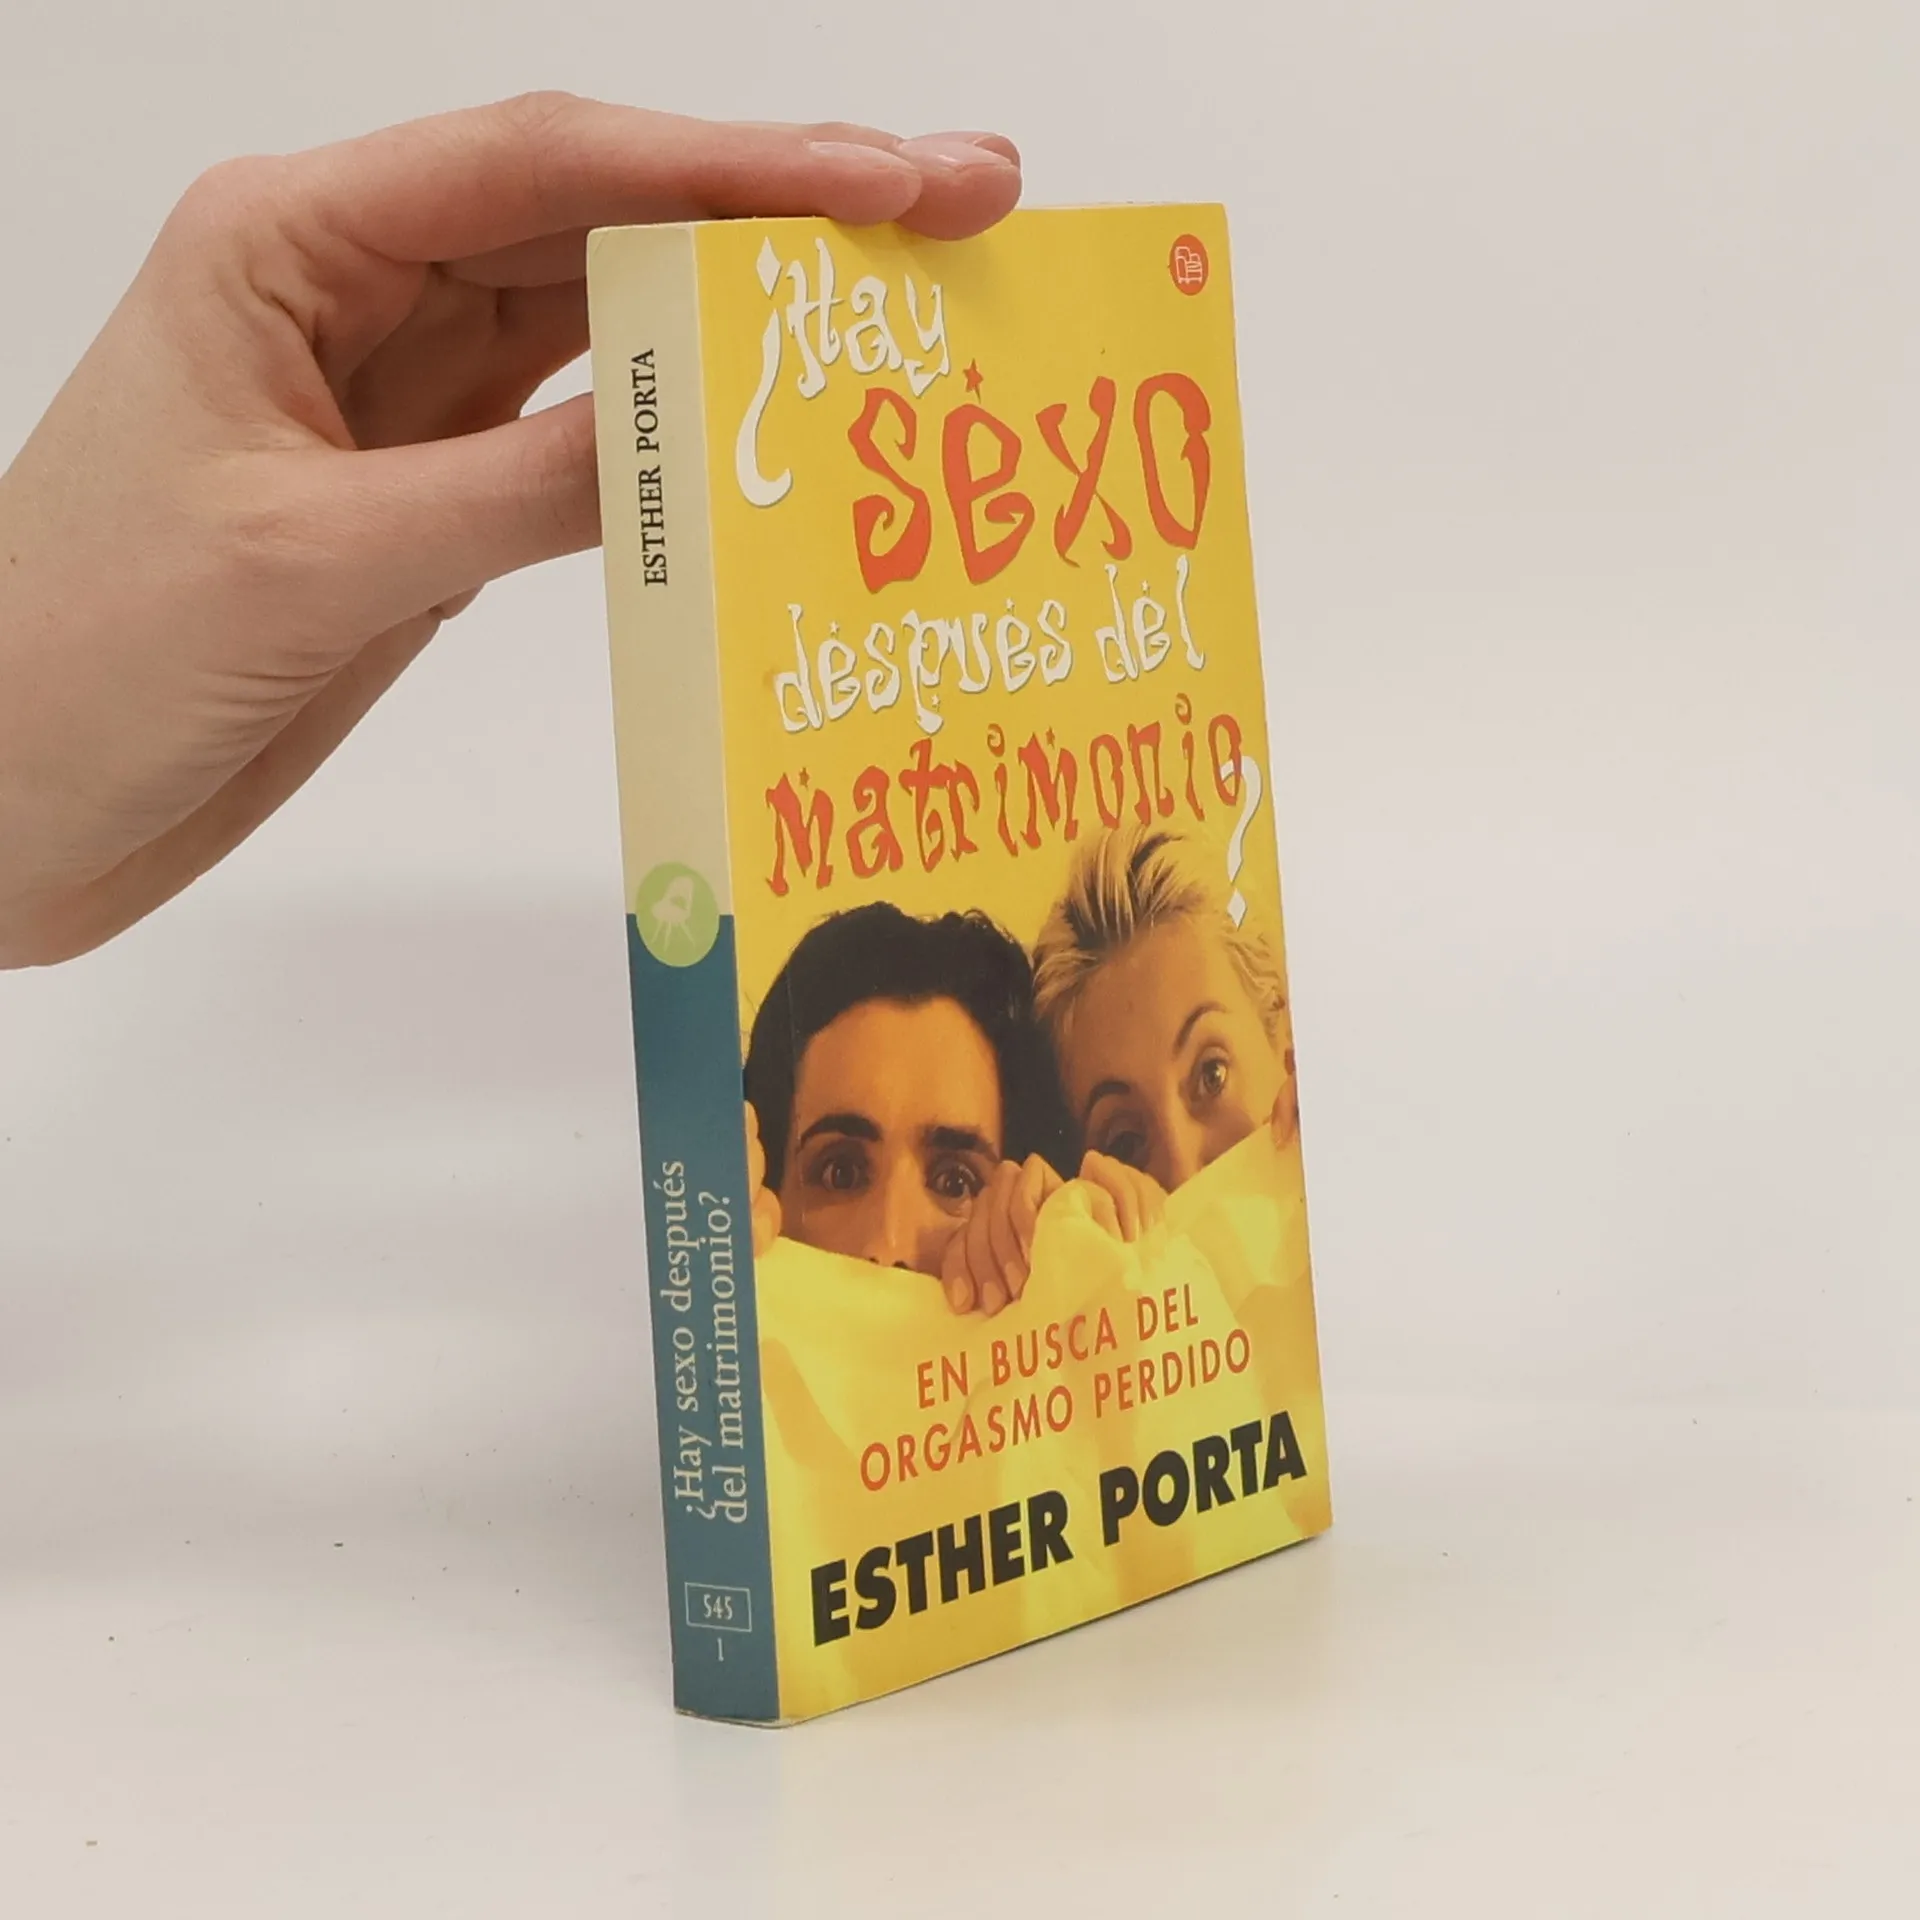 ESTHER PORTA
¿Hay sexo después
del matrimonio?
545
1
¿Hay
sexo
después del
matrimonio?
EN BUSCA DEL
ORGASMO PERDIDO
ESTHER PORTA